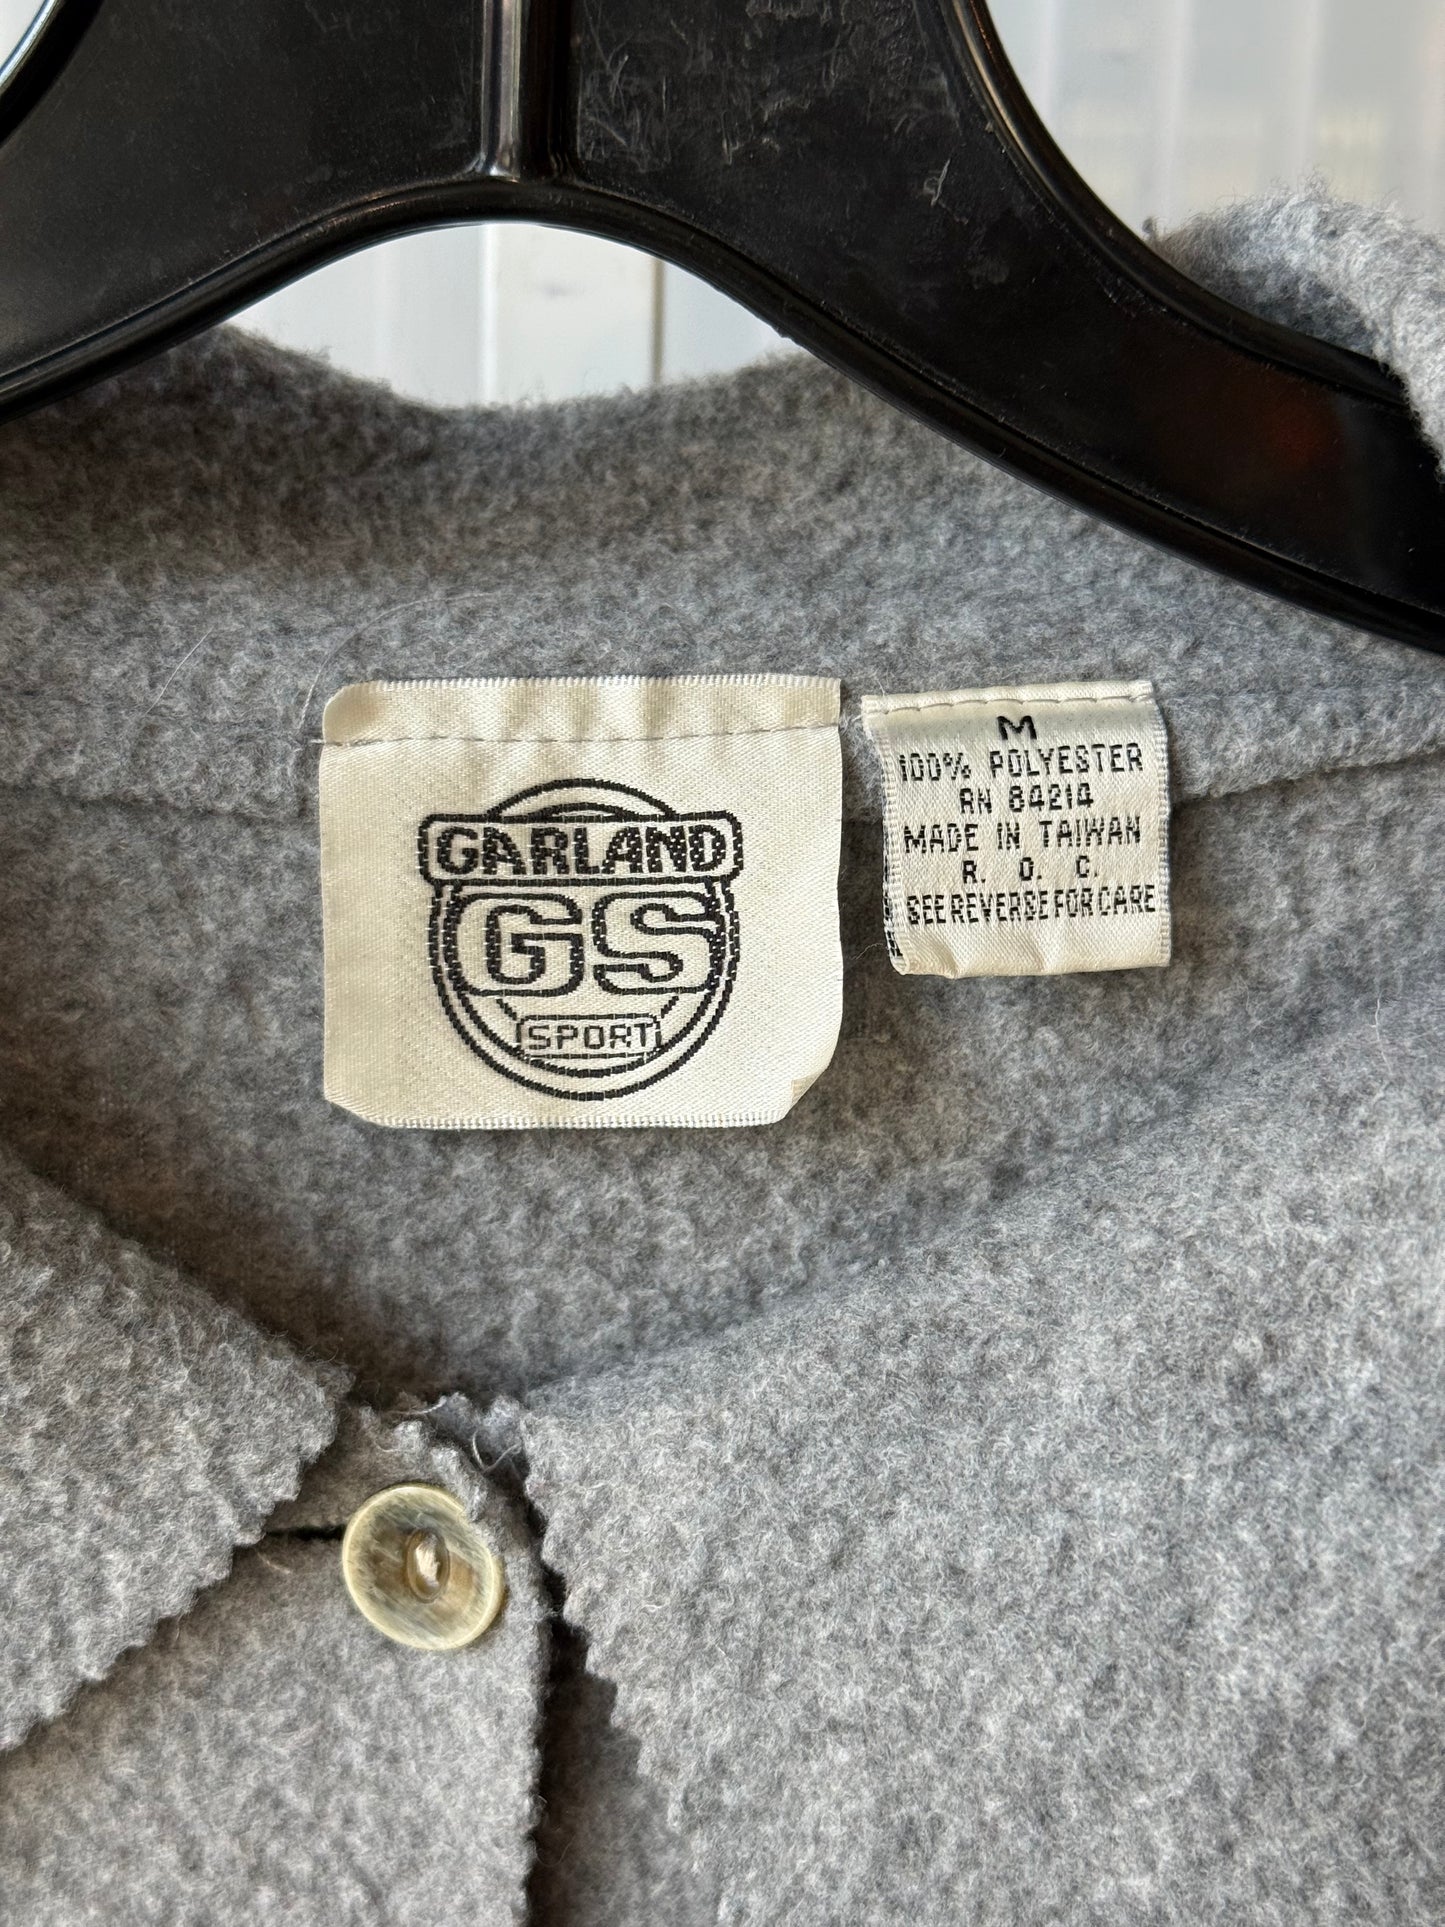 GARLAND
GS
SPORT
M
100% POLYESTER
RN 84214
MADE IN TAIWAN
R. O. C.
SEE REVERSE FOR CARE